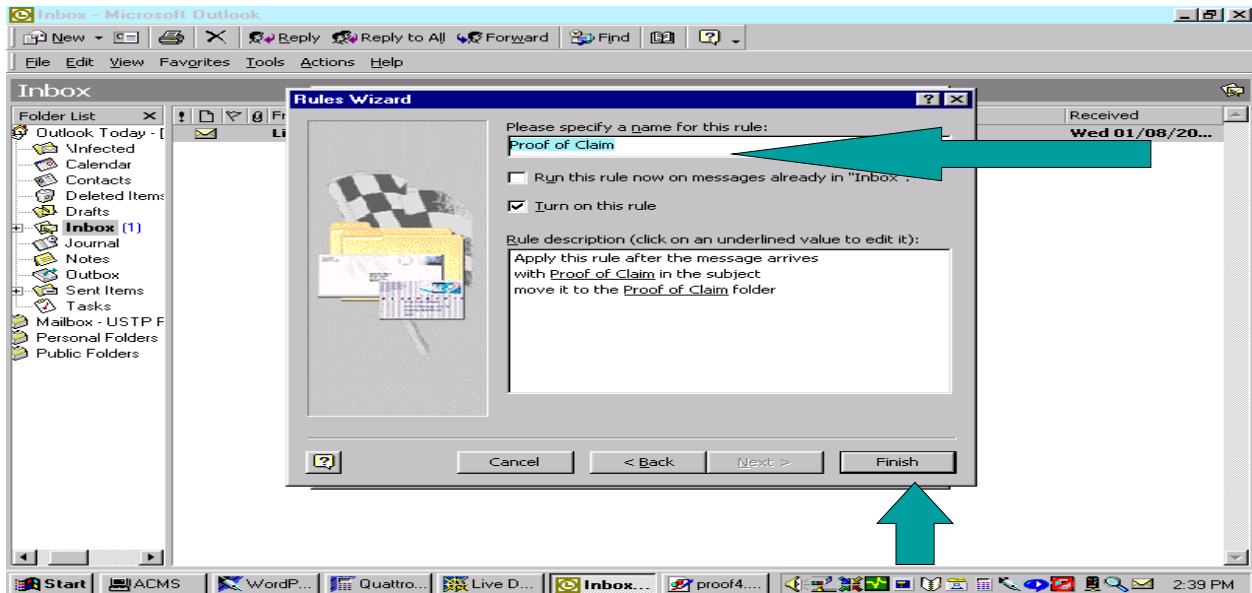 Inbox - Microsoft Outlook
New Reply Reply to All Forward Find
File Edit View Favorites Tools Actions Help
Inbox
Folder List
Outlook Today - [
\Infected
Calendar
Contacts
Deleted Items
Drafts
Inbox (1)
Journal
Notes
Outbox
Sent Items
Tasks
Mailbox - USTP F
Personal Folders
Public Folders
! Fr Received
Li Wed 01/08/20...
Rules Wizard
Please specify a name for this rule:
Proof of Claim
Run this rule now on messages already in "Inbox".
Turn on this rule
Rule description (click on an underlined value to edit it):
Apply this rule after the message arrives
with Proof of Claim in the subject
move it to the Proof of Claim folder
Cancel < Back Next > Finish
Start ACMS WordP... Quattro... Live D... Inbox... proof4.... 2:39 PM